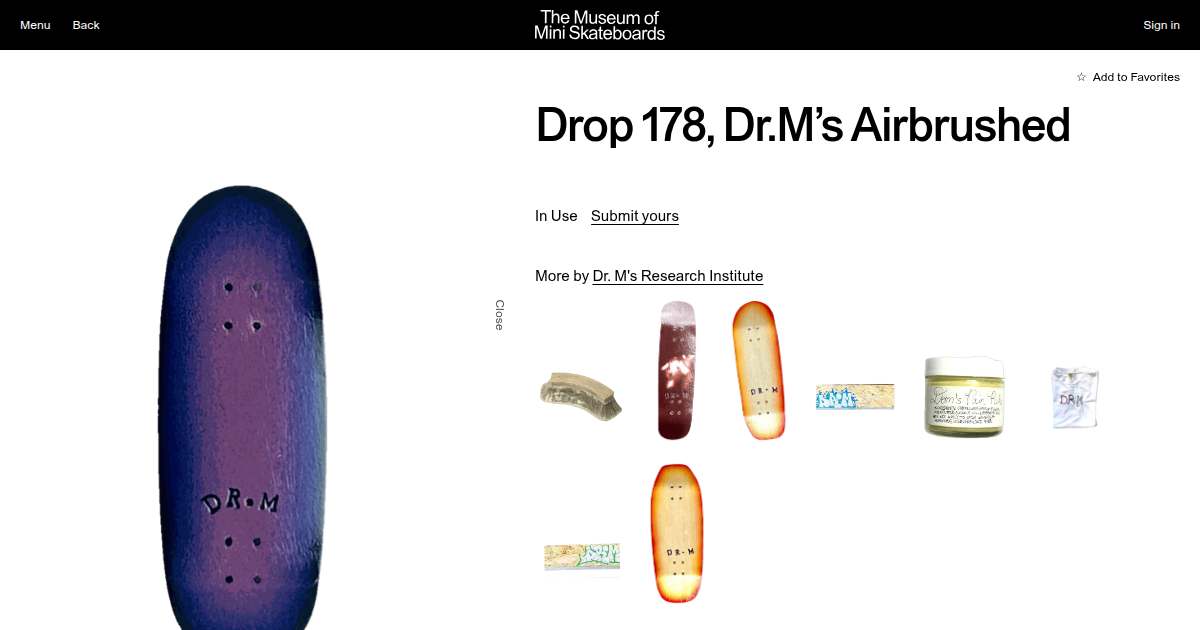 Menu
Back
The Museum of
Mini Skateboards
Sign in
☆ Add to Favorites
Drop 178, Dr.M’s Airbrushed
In Use Submit yours
More by Dr. M's Research Institute
Close
DR•M
DR•M
DRM
DR•M